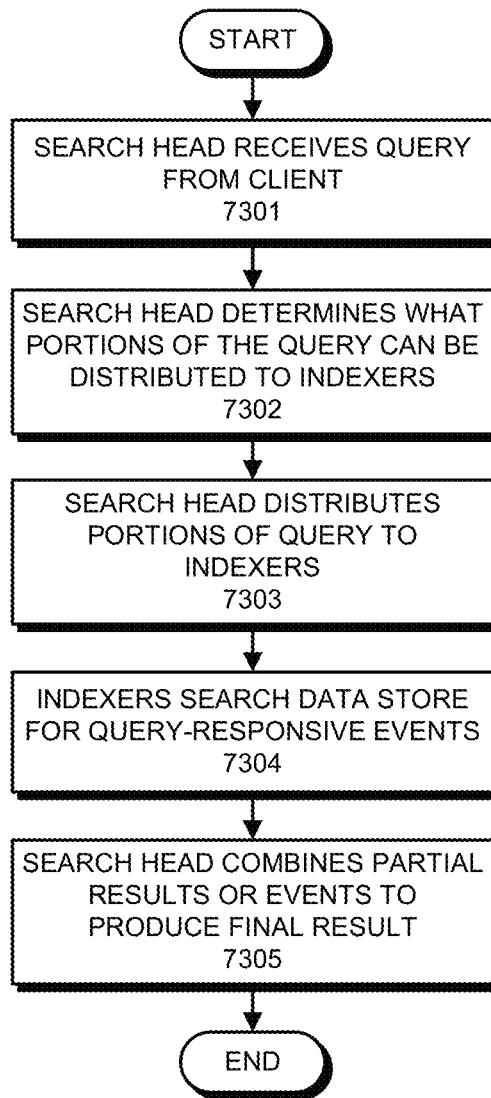 START
SEARCH HEAD RECEIVES QUERY
FROM CLIENT
7301
SEARCH HEAD DETERMINES WHAT
PORTIONS OF THE QUERY CAN BE
DISTRIBUTED TO INDEXERS
7302
SEARCH HEAD DISTRIBUTES
PORTIONS OF QUERY TO
INDEXERS
7303
INDEXERS SEARCH DATA STORE
FOR QUERY-RESPONSIVE EVENTS
7304
SEARCH HEAD COMBINES PARTIAL
RESULTS OR EVENTS TO
PRODUCE FINAL RESULT
7305
END